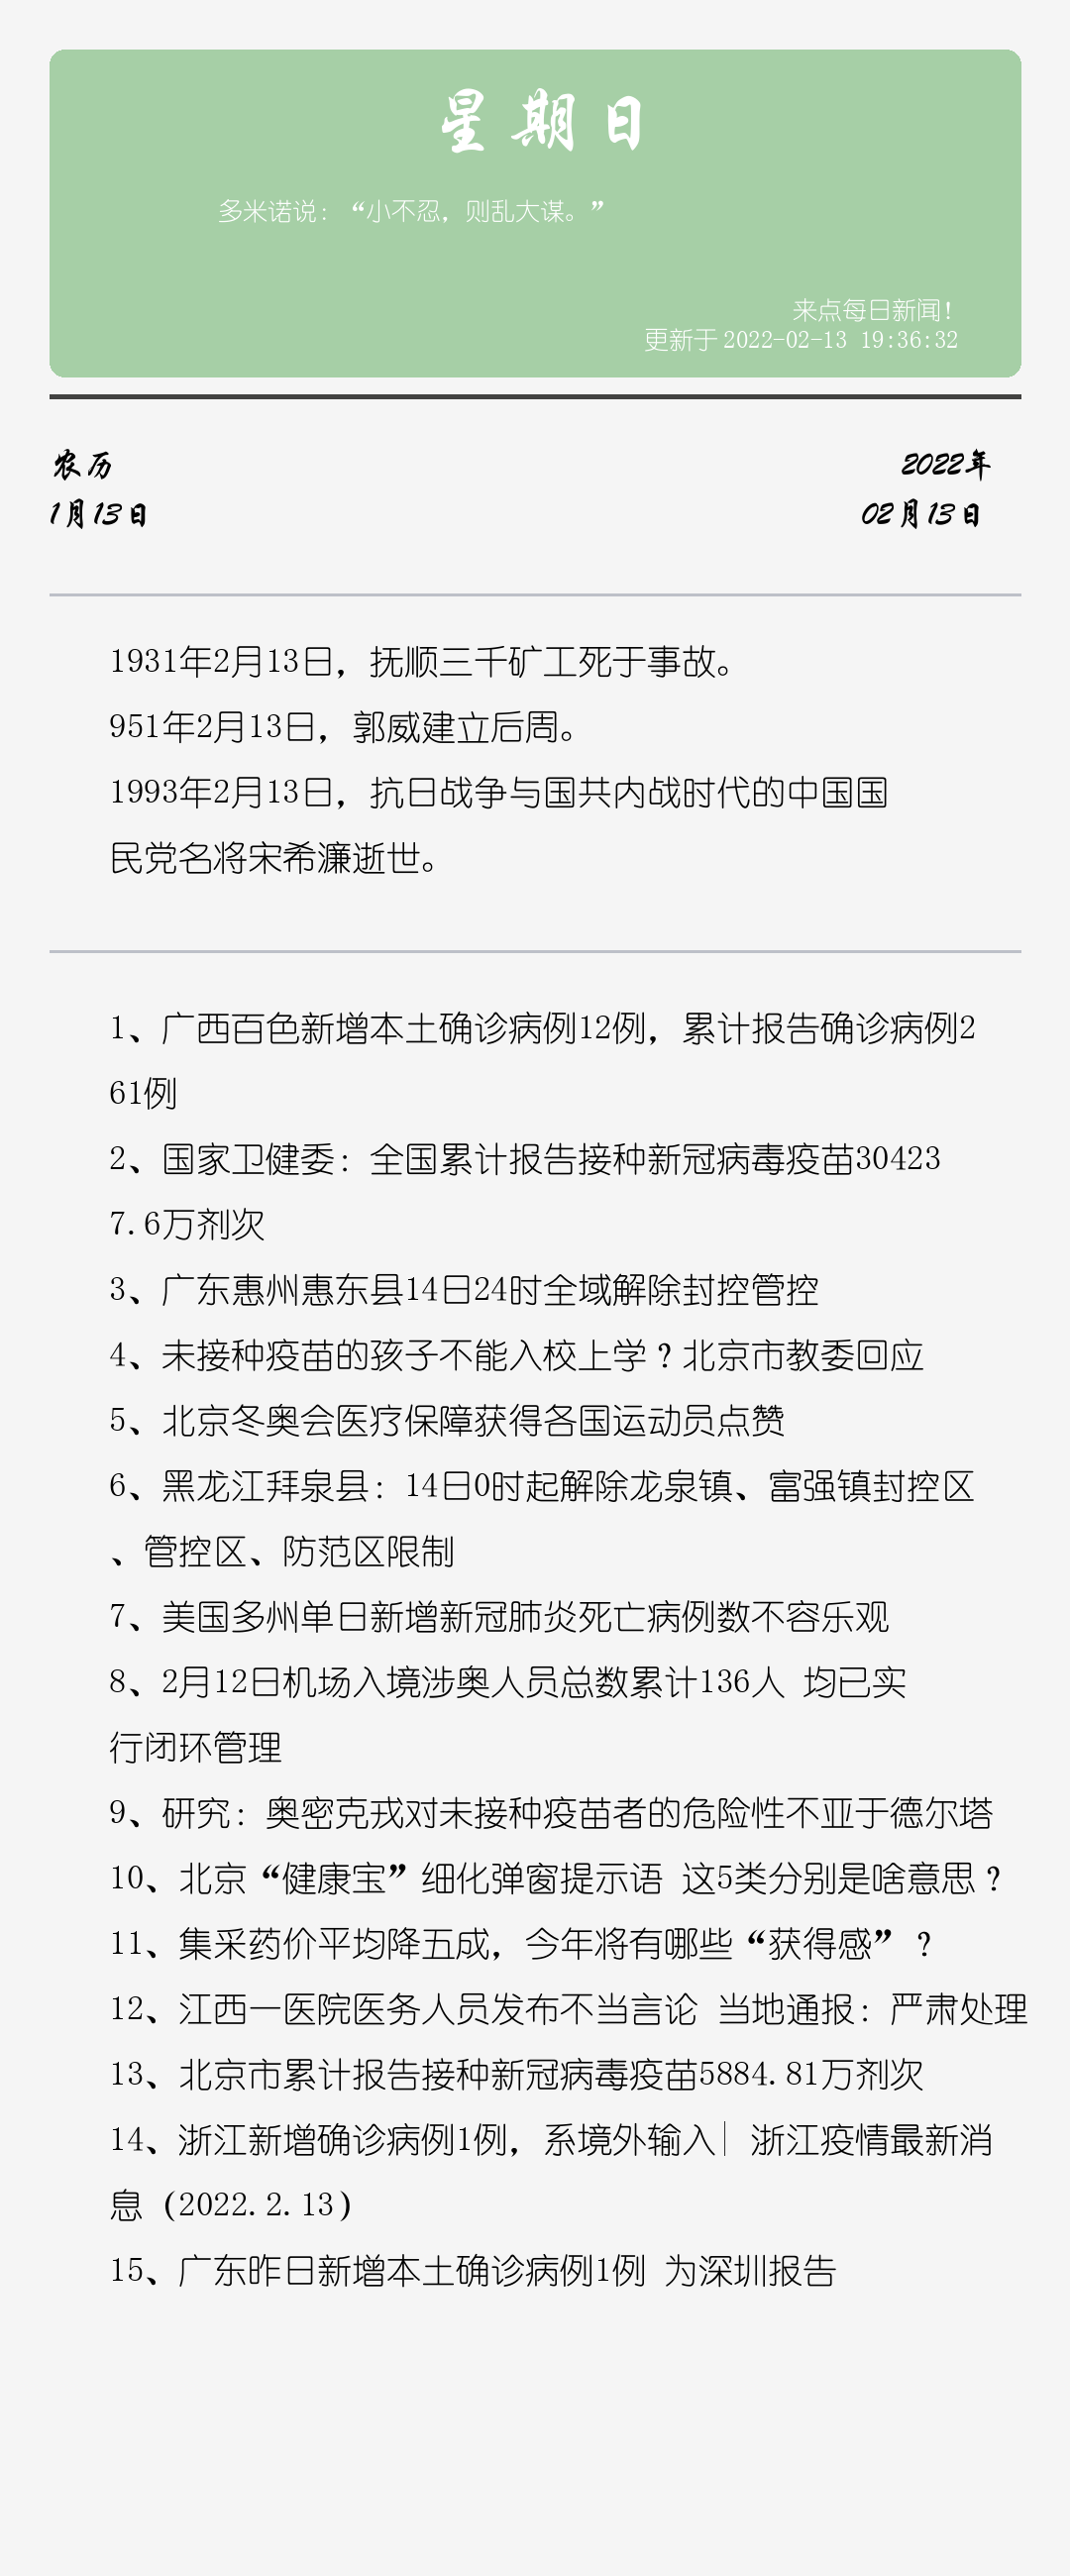 星期日
多米诺说：“小不忍，则乱大谋。”
来点每日新闻！
更新于 2022-02-13 19:36:32
农历
2022年
1月13日
02月13日
1931年2月13日，抚顺三千矿工死于事故。
951年2月13日，郭威建立后周。
1993年2月13日，抗日战争与国共内战时代的中国国
民党名将宋希濂逝世。
1、广西百色新增本土确诊病例12例，累计报告确诊病例2
61例
2、国家卫健委：全国累计报告接种新冠病毒疫苗30423
7.6万剂次
3、广东惠州惠东县14日24时全域解除封控管控
4、未接种疫苗的孩子不能入校上学？北京市教委回应
5、北京冬奥会医疗保障获得各国运动员点赞
6、黑龙江拜泉县：14日0时起解除龙泉镇、富强镇封控区
、管控区、防范区限制
7、美国多州单日新增新冠肺炎死亡病例数不容乐观
8、2月12日机场入境涉奥人员总数累计136人 均已实
行闭环管理
9、研究：奥密克戎对未接种疫苗者的危险性不亚于德尔塔
10、北京“健康宝”细化弹窗提示语 这5类分别是啥意思？
11、集采药价平均降五成，今年将有哪些“获得感”？
12、江西一医院医务人员发布不当言论 当地通报：严肃处理
13、北京市累计报告接种新冠病毒疫苗5884.81万剂次
14、浙江新增确诊病例1例，系境外输入| 浙江疫情最新消
息（2022.2.13）
15、广东昨日新增本土确诊病例1例 为深圳报告